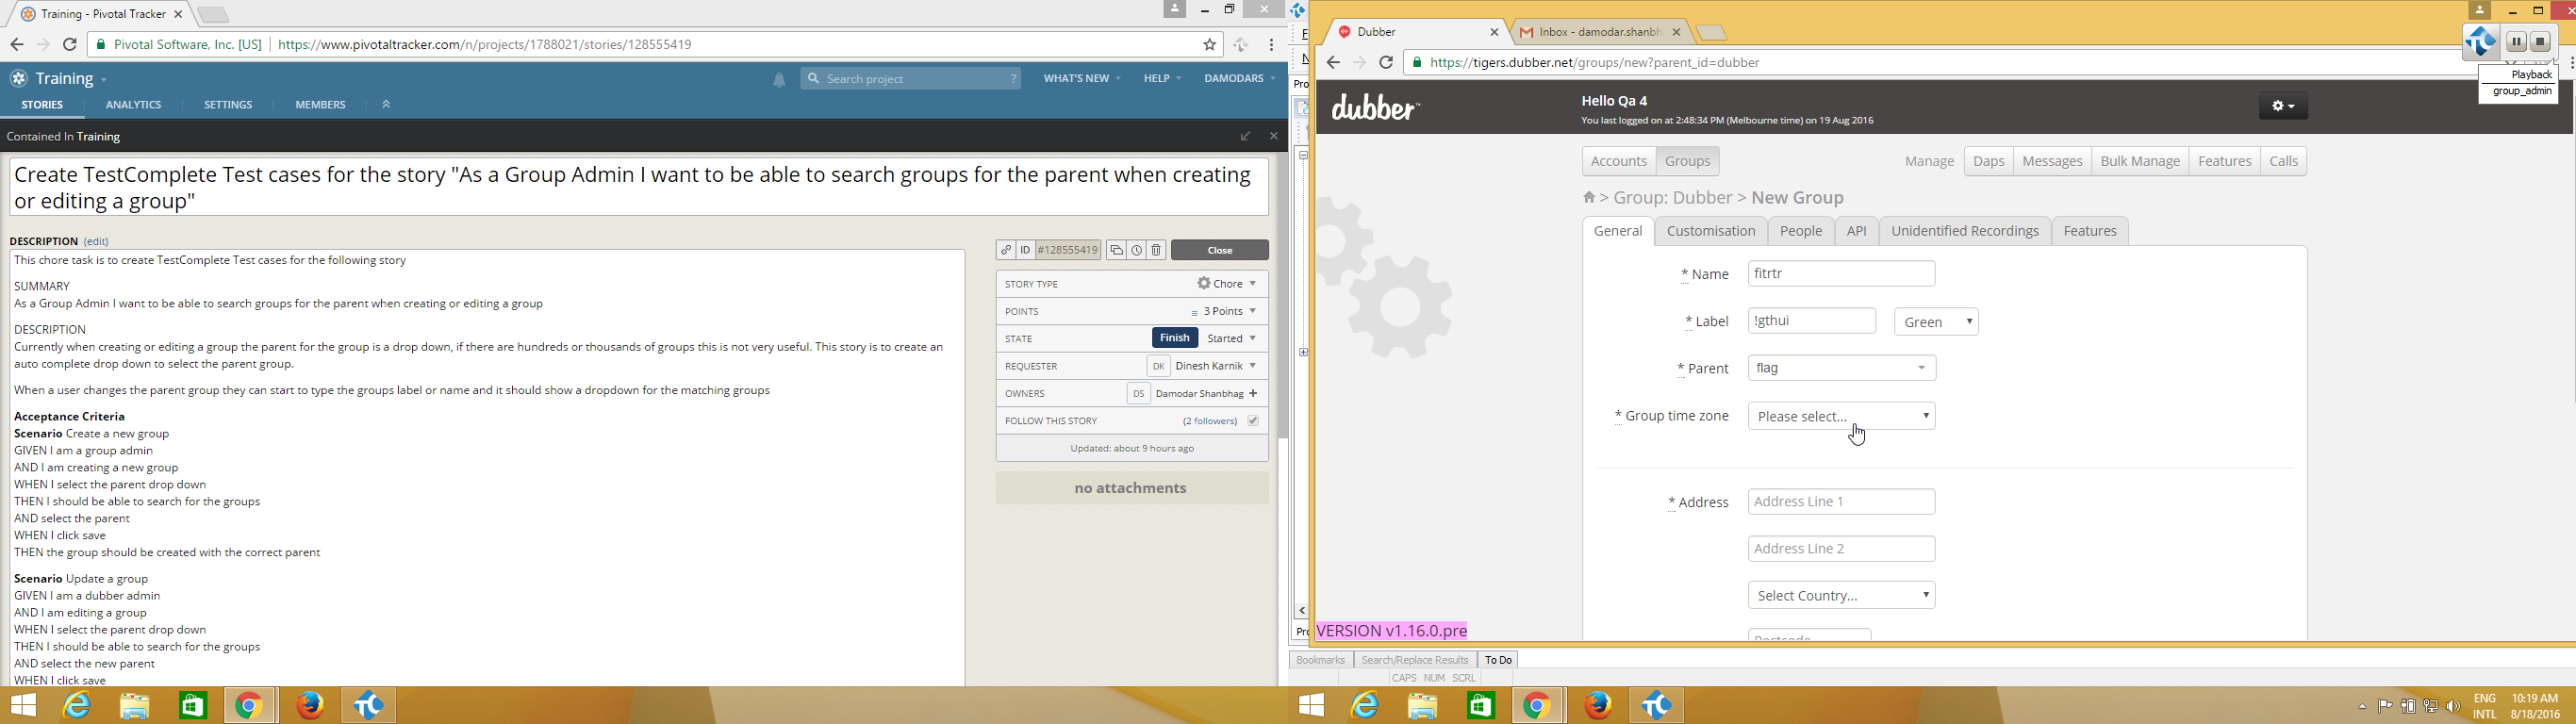 Training - Pivotal Tracker
Pivotal Software, Inc. [US]
https://www.pivotaltracker.com/n/projects/1788021/stories/128555419
Training
Search project
?
WHAT'S NEW
HELP
DAMODARS
STORIES
ANALYTICS
SETTINGS
MEMBERS
Contained In Training
Create TestComplete Test cases for the story "As a Group Admin I want to be able to search groups for the parent when creating
or editing a group"
DESCRIPTION (edit)
This chore task is to create TestComplete Test cases for the following story
SUMMARY
As a Group Admin I want to be able to search groups for the parent when creating or editing a group
DESCRIPTION
Currently when creating or editing a group the parent for the group is a drop down, if there are hundreds or thousands of groups this is not very useful. This story is to create an
auto complete drop down to select the parent group.
When a user changes the parent group they can start to type the groups label or name and it should show a dropdown for the matching groups
Acceptance Criteria
Scenario Create a new group
GIVEN I am a group admin
AND I am creating a new group
WHEN I select the parent drop down
THEN I should be able to search for the groups
AND select the parent
WHEN I click save
THEN the group should be created with the correct parent
Scenario Update a group
GIVEN I am a dubber admin
AND I am editing a group
WHEN I select the parent drop down
THEN I should be able to search for the groups
AND select the new parent
WHEN I click save
ID #128555419
Close
STORY TYPE Chore
POINTS 3 Points
STATE Finish Started
REQUESTER DK Dinesh Karnik
OWNERS DS Damodar Shanbhag
FOLLOW THIS STORY (2 followers)
Updated: about 9 hours ago
no attachments
Dubber
Inbox - damodar.shanbh
https://tigers.dubber.net/groups/new?parent_id=dubber
Playback
group_admin
dubber
Hello Qa 4
You last logged on at 2:48:34 PM (Melbourne time) on 19 Aug 2016
Accounts
Groups
Manage
Daps
Messages
Bulk Manage
Features
Calls
> Group: Dubber > New Group
General
Customisation
People
API
Unidentified Recordings
Features
* Name fitrtr
* Label !gthui Green
* Parent flag
* Group time zone Please select...
* Address Address Line 1
Address Line 2
Select Country...
Postcode
VERSION v1.16.0.pre
Bookmarks
Search/Replace Results
To Do
CAPS NUM SCRL
ENG
INTL
10:19 AM
8/18/2016